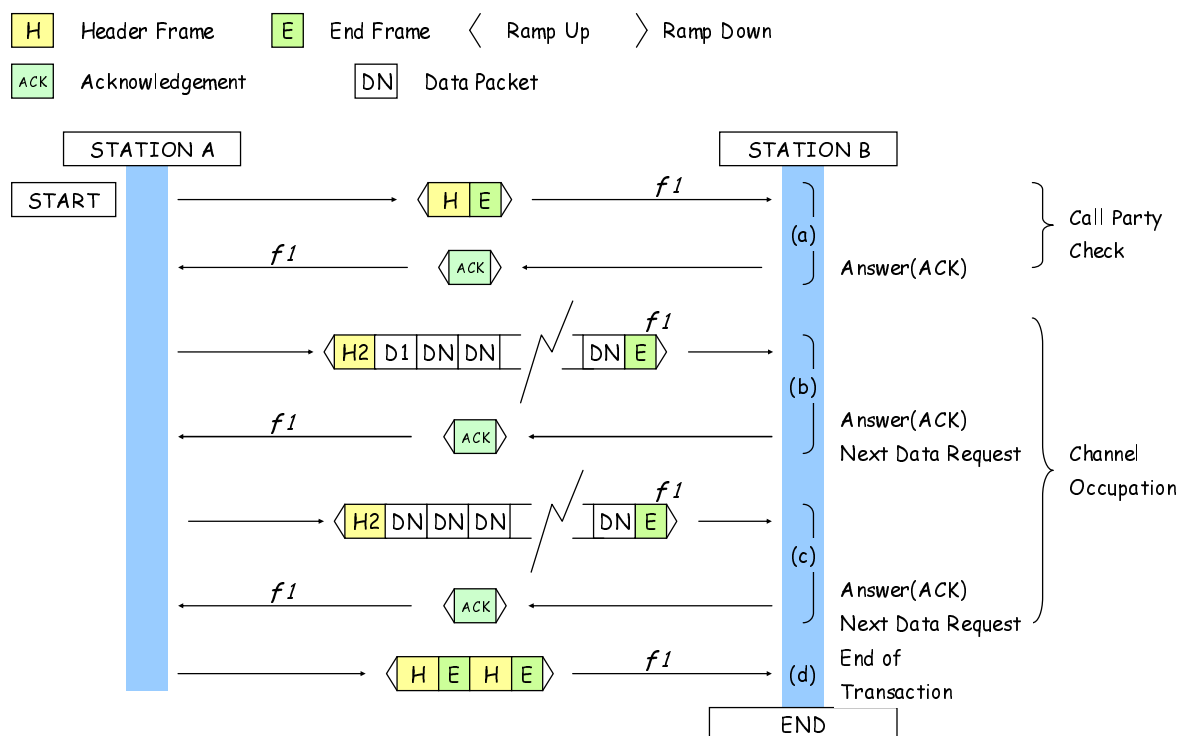 H Header Frame E End Frame Ramp Up Ramp Down
ACK Acknowledgement DN Data Packet
STATION A STATION B
START
H E f1
(a)
Call Party
Check
f1 ACK Answer(ACK)
f1
H2 D1 DN DN DN E
(b)
f1 ACK Answer(ACK)
Next Data Request
Channel
Occupation
f1
H2 DN DN DN DN E
(c)
f1 ACK Answer(ACK)
Next Data Request
H E H E f1 (d) End of
Transaction
END